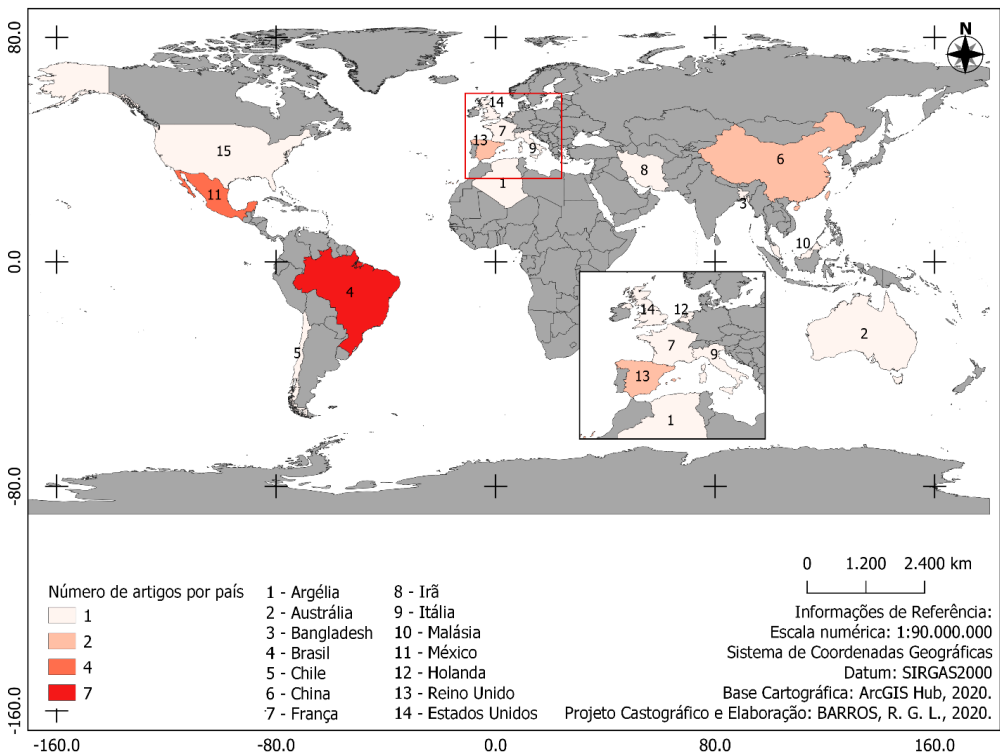 80.0
N
14
15
13
7
9
6
8
11
1
3
10
0.0
4
14
12
2
5
7
9
13
1
-80.0
0
1.200
2.400 km
Número de artigos por país
1
2
4
7
1 - Argélia
2 - Austrália
3 - Bangladesh
4 - Brasil
5 - Chile
6 - China
7 - França
8 - Irã
9 - Itália
10 - Malásia
11 - México
12 - Holanda
13 - Reino Unido
14 - Estados Unidos
Informações de Referência:
Escala numérica: 1:90.000.000
Sistema de Coordenadas Geográficas
Datum: SIRGAS2000
Base Cartográfica: ArcGIS Hub, 2020.
Projeto Castográfico e Elaboração: BARROS, R. G. L., 2020.
-160.0
-160.0
-80.0
0.0
80.0
160.0